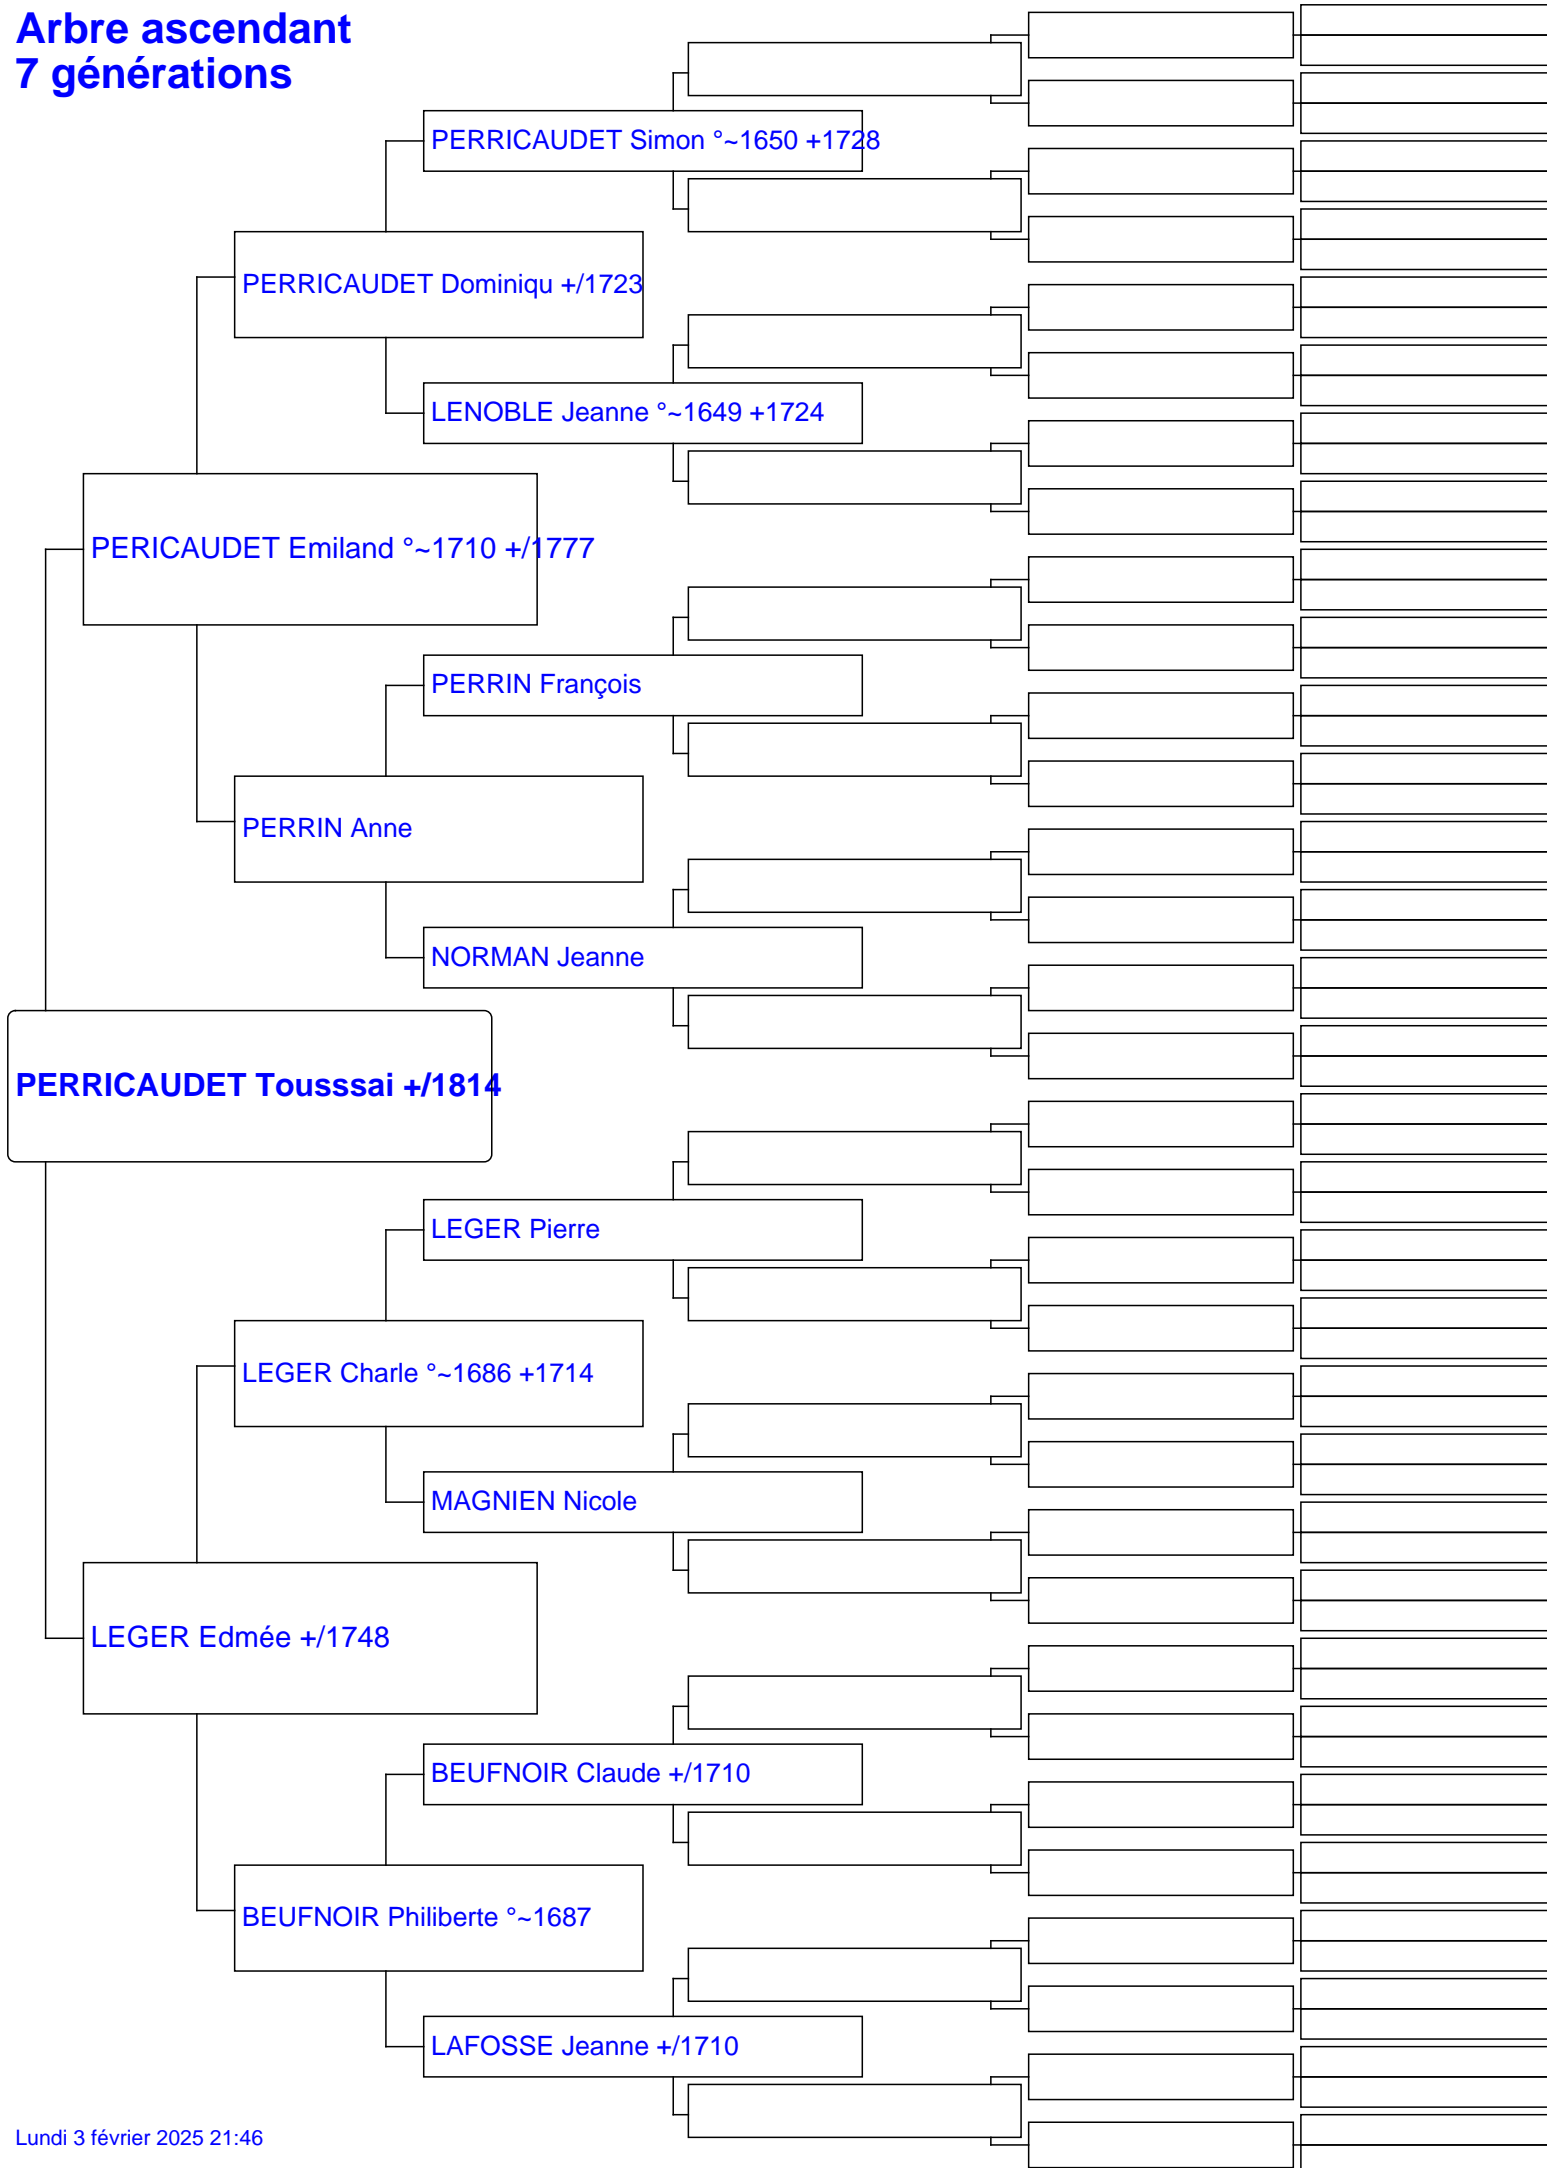 Arbre ascendant
7 générations
PERRICAUDET Simon °~1650 +1728
PERRICAUDET Dominiqu +/1723
LENOBLE Jeanne °~1649 +1724
PERICAUDET Emiland °~1710 +/1777
PERRIN François
PERRIN Anne
NORMAN Jeanne
PERRICAUDET Tousssai +/1814
LEGER Pierre
LEGER Charle °~1686 +1714
MAGNIEN Nicole
LEGER Edmée +/1748
BEUFNOIR Claude +/1710
BEUFNOIR Philiberte °~1687
LAFOSSE Jeanne +/1710
Lundi 3 février 2025 21:46